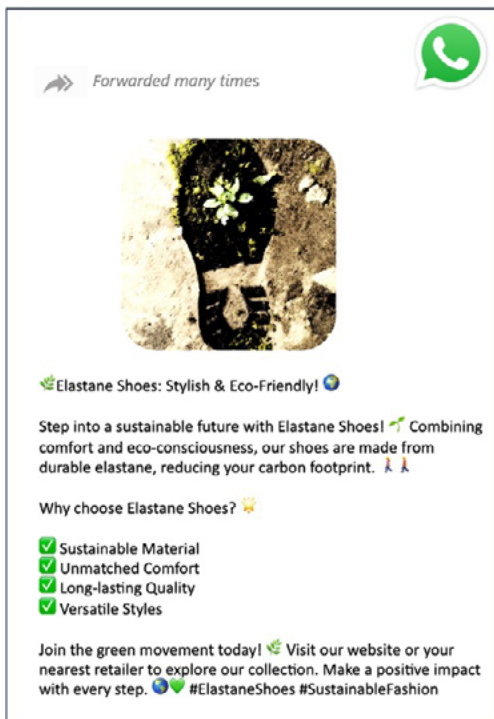 Forwarded many times
🌿Elastane Shoes: Stylish & Eco-Friendly! 🌍
Step into a sustainable future with Elastane Shoes! 🌱 Combining
comfort and eco-consciousness, our shoes are made from
durable elastane, reducing your carbon footprint. 🚶🚶
Why choose Elastane Shoes? 🌟
✅ Sustainable Material
✅ Unmatched Comfort
✅ Long-lasting Quality
✅ Versatile Styles
Join the green movement today! 🌿 Visit our website or your
nearest retailer to explore our collection. Make a positive impact
with every step. 🌍💚 #ElastaneShoes #SustainableFashion